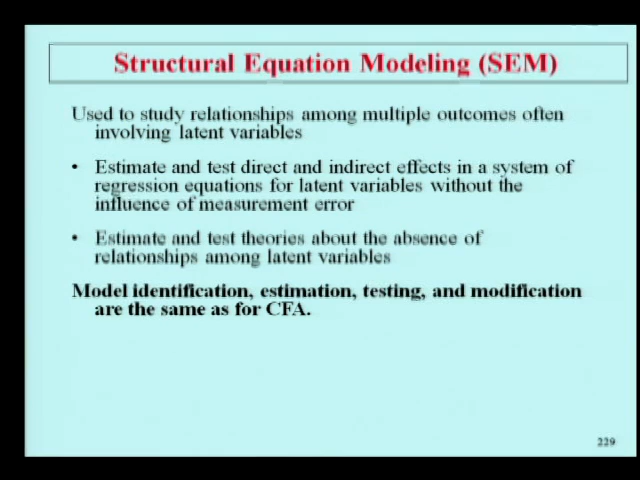 Structural Equation Modeling (SEM)
Used to study relationships among multiple outcomes often
involving latent variables
• Estimate and test direct and indirect effects in a system of
regression equations for latent variables without the
influence of measurement error
• Estimate and test theories about the absence of
relationships among latent variables
Model identification, estimation, testing, and modification
are the same as for CFA.
229